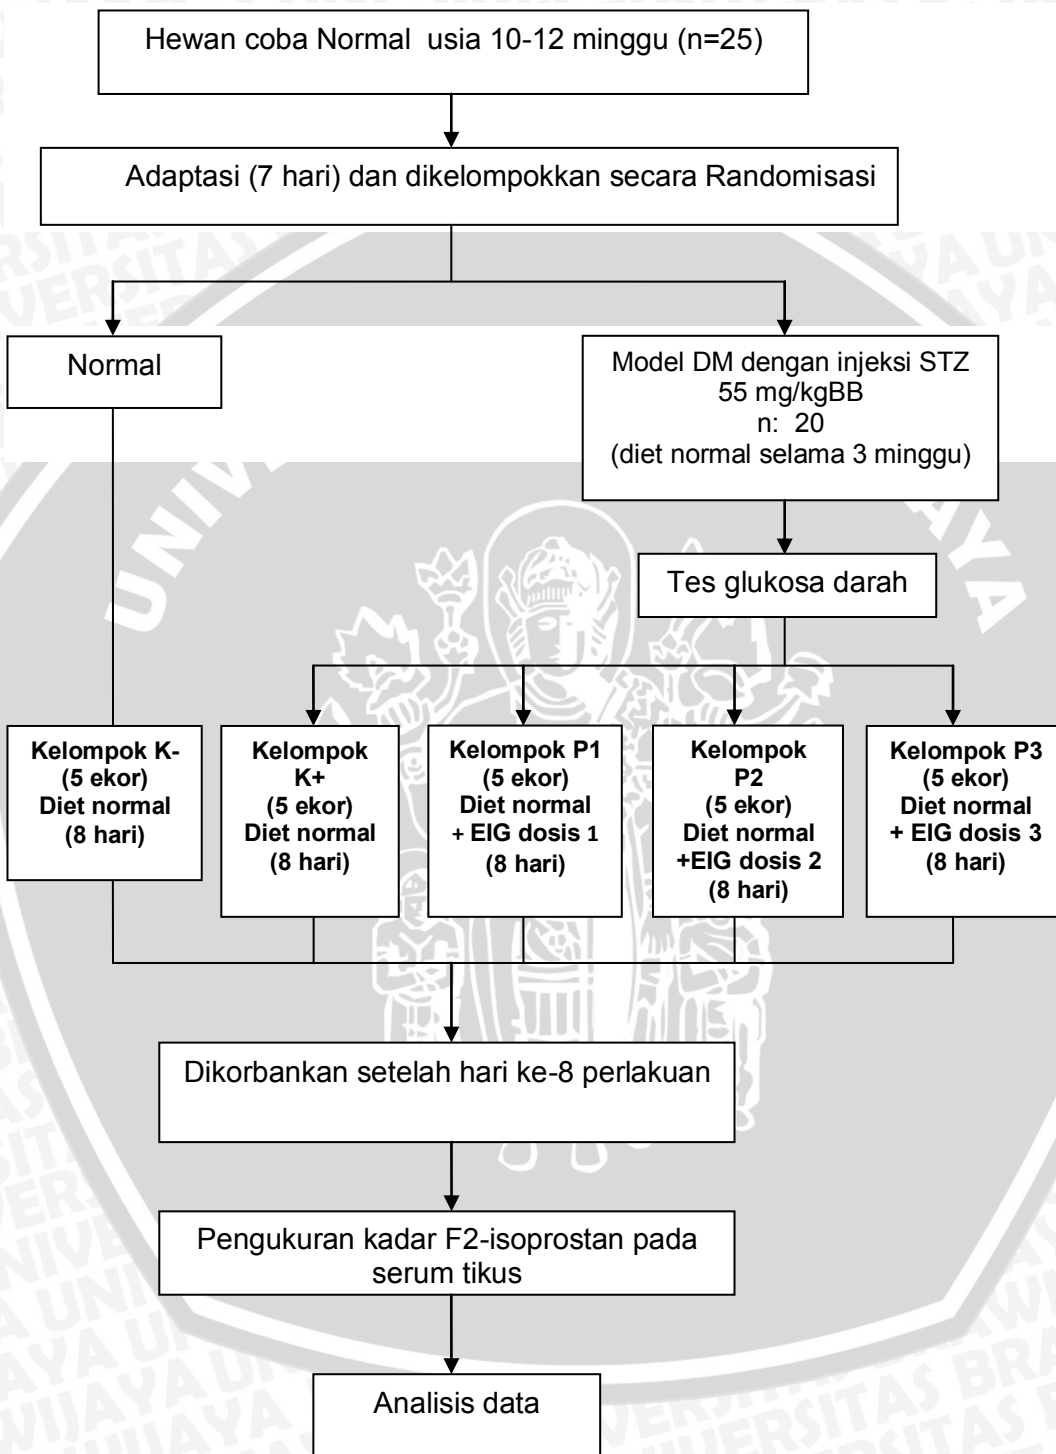 Hewan coba Normal usia 10-12 minggu (n=25)
Adaptasi (7 hari) dan dikelompokkan secara Randomisasi
Normal
Model DM dengan injeksi STZ
55 mg/kgBB
n: 20
(diet normal selama 3 minggu)
Tes glukosa darah
Kelompok K-
(5 ekor)
Diet normal
(8 hari)
Kelompok
K+
(5 ekor)
Diet normal
(8 hari)
Kelompok P1
(5 ekor)
Diet normal
+ EIG dosis 1
(8 hari)
Kelompok
P2
(5 ekor)
Diet normal
+EIG dosis 2
(8 hari)
Kelompok P3
(5 ekor)
Diet normal
+ EIG dosis 3
(8 hari)
Dikorbankan setelah hari ke-8 perlakuan
Pengukuran kadar F2-isoprostan pada
serum tikus
Analisis data